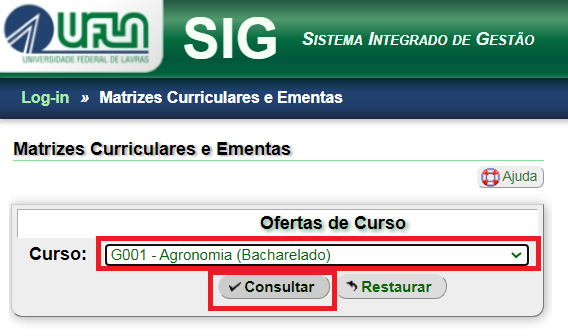 UFLA
UNIVERSIDADE FEDERAL DE LAVRAS
SIG SISTEMA INTEGRADO DE GESTÃO
Log-in » Matrizes Curriculares e Ementas
Matrizes Curriculares e Ementas
Ajuda
Ofertas de Curso
Curso: G001 - Agronomia (Bacharelado)
Consultar Restaurar